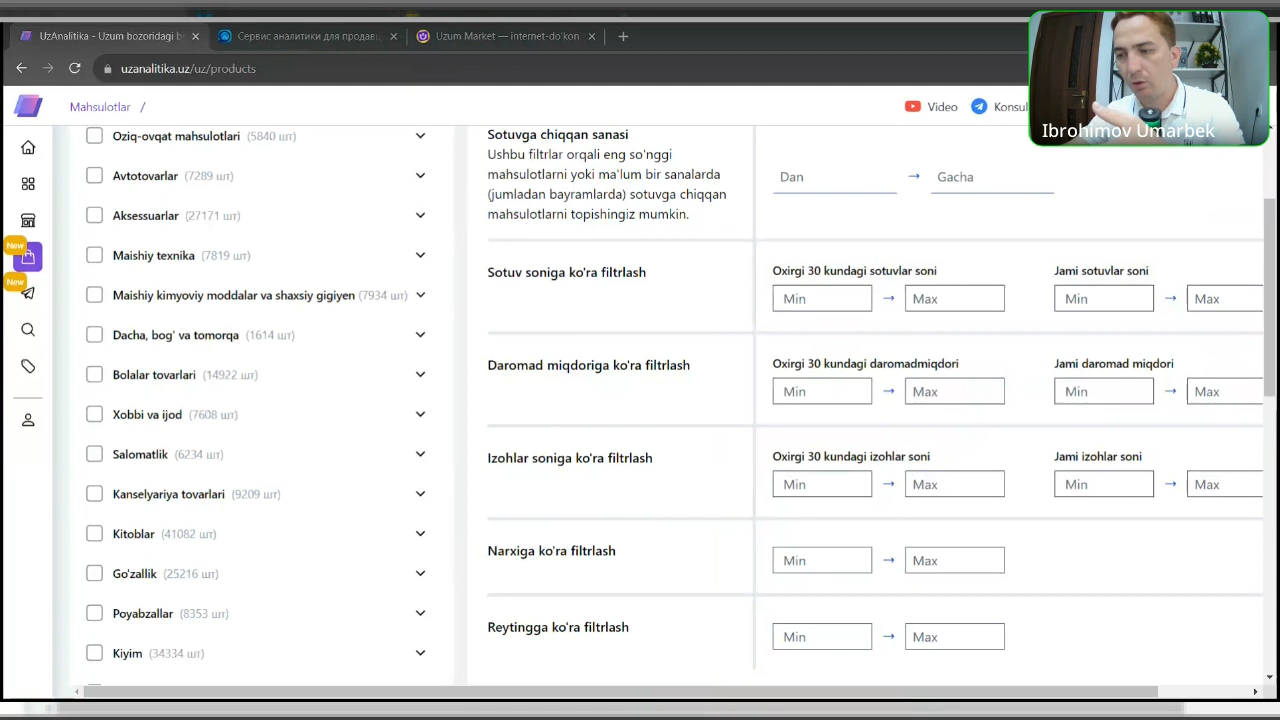 UzAnalitika - Uzum bozoridagi b
Сервис аналитики для продавц
Uzum Market — Internet-do'kon
uzanalitika.uz/uz/products
Mahsulotlar /
Video
Konsul
Ibrohimov Umarbek
Oziq-ovqat mahsulotlari (5840 шт)
Avtotovarlar (7289 шт)
Aksessuarlar (27171 шт)
Maishiy texnika (7819 шт)
Maishiy kimyoviy moddalar va shaxsiy gigiyen (7934 шт)
Dacha, bog' va tomorqa (1614 шт)
Bolalar tovarlari (14922 шт)
Xobbi va ijod (7608 шт)
Salomatlik (6234 шт)
Kanselyariya tovarlari (9209 шт)
Kitoblar (41082 шт)
Go'zallik (25216 шт)
Poyabzallar (8353 шт)
Kiyim (34334 шт)
New
New
Sotuvga chiqqan sanasi
Ushbu filtrlar orqali eng so'nggi
mahsulotlarni yoki ma'lum bir sanalarda
(jumladan bayramlarda) sotuvga chiqqan
mahsulotlarni topishingiz mumkin.
Dan → Gacha
Sotuv soniga ko'ra filtrlash
Oxirgi 30 kundagi sotuvlar soni
Min → Max
Jami sotuvlar soni
Min → Max
Daromad miqdoriga ko'ra filtrlash
Oxirgi 30 kundagi daromadmiqdori
Min → Max
Jami daromad miqdori
Min → Max
Izohlar soniga ko'ra filtrlash
Oxirgi 30 kundagi izohlar soni
Min → Max
Jami izohlar soni
Min → Max
Narxiga ko'ra filtrlash
Min → Max
Reytingga ko'ra filtrlash
Min → Max